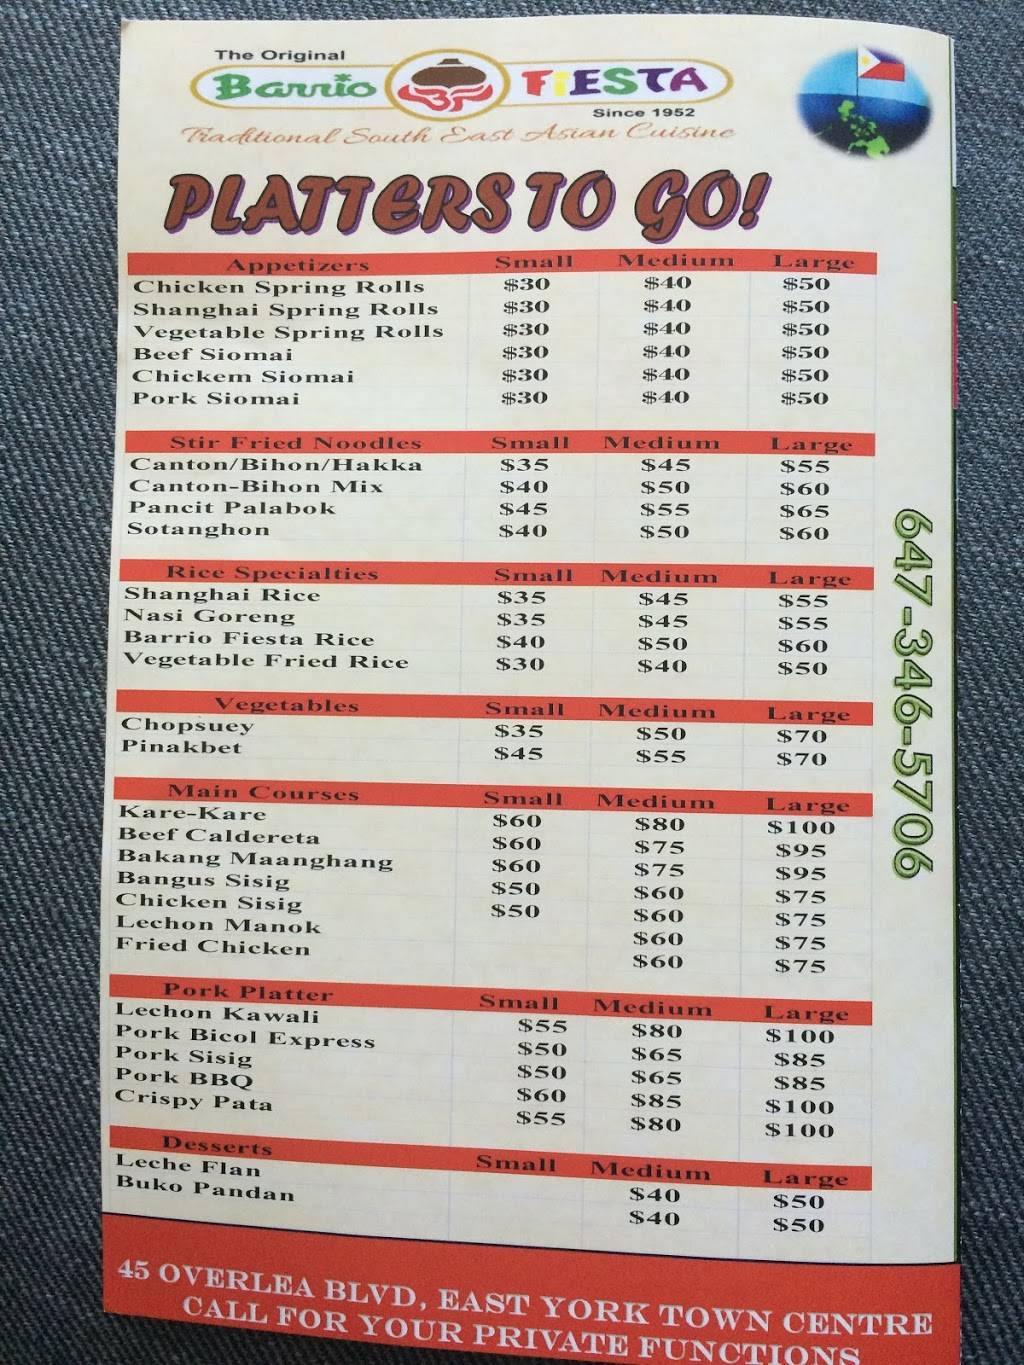 The Original
Barrio BF FIESTA
Since 1952
Traditional South East Asian Cuisine
PLATTERS TO GO!
Appetizers Small Medium Large
Chicken Spring Rolls $30 $40 $50
Shanghai Spring Rolls $30 $40 $50
Vegetable Spring Rolls $30 $40 $50
Beef Siomai $30 $40 $50
Chickem Siomai $30 $40 $50
Pork Siomai $30 $40 $50
Stir Fried Noodles Small Medium Large
Canton/Bihon/Hakka $35 $45 $55
Canton-Bihon Mix $40 $50 $60
Pancit Palabok $45 $55 $65
Sotanghon $40 $50 $60
Rice Specialties Small Medium Large
Shanghai Rice $35 $45 $55
Nasi Goreng $35 $45 $55
Barrio Fiesta Rice $40 $50 $60
Vegetable Fried Rice $30 $40 $50
Vegetables Small Medium Large
Chopsuey $35 $50 $70
Pinakbet $45 $55 $70
Main Courses Small Medium Large
Kare-Kare $60 $80 $100
Beef Caldereta $60 $75 $95
Bakang Maanghang $60 $75 $95
Bangus Sisig $50 $60 $75
Chicken Sisig $50 $60 $75
Lechon Manok $60 $75
Fried Chicken $60 $75
Pork Platter Small Medium Large
Lechon Kawali $55 $80 $100
Pork Bicol Express $50 $65 $85
Pork Sisig $50 $65 $85
Pork BBQ $60 $85 $100
Crispy Pata $55 $80 $100
Desserts Small Medium Large
Leche Flan $40 $50
Buko Pandan $40 $50
647-346-5706
45 OVERLEA BLVD, EAST YORK TOWN CENTRE
CALL FOR YOUR PRIVATE FUNCTIONS